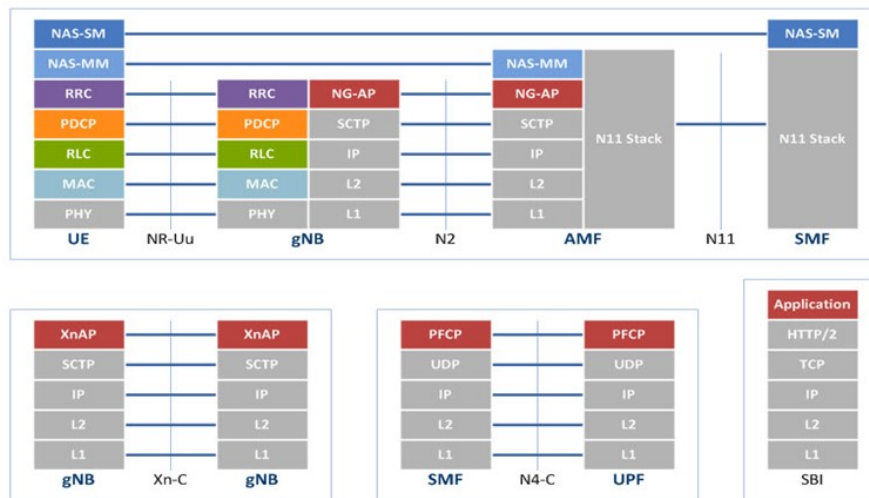 NAS-SM NAS-SM
NAS-MM NAS-MM
RRC RRC NG-AP NG-AP
PDCP PDCP SCTP SCTP N11 Stack N11 Stack
RLC RLC IP IP
MAC MAC L2 L2
PHY PHY L1 L1
UE NR-Uu gNB N2 AMF N11 SMF
XnAP XnAP
SCTP SCTP
IP IP
L2 L2
L1 L1
gNB Xn-C gNB
PFCP PFCP
UDP UDP
IP IP
L2 L2
L1 L1
SMF N4-C UPF
Application
HTTP/2
TCP
IP
L2
L1
SBI